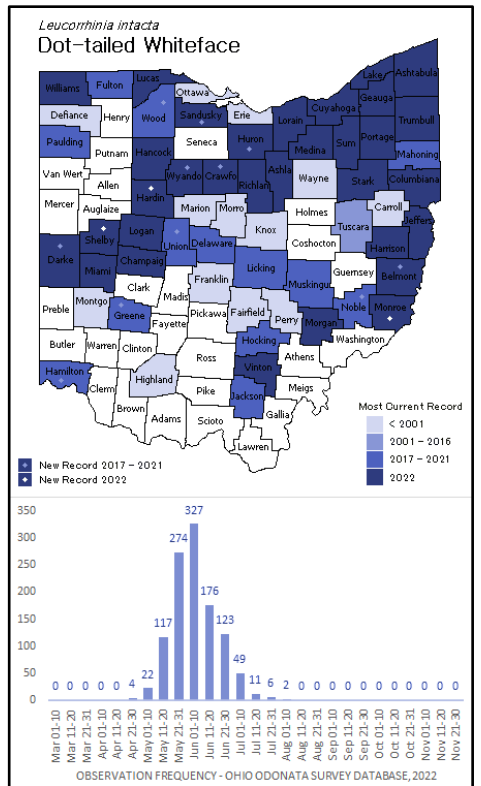 Leucorrhinia intacta
Dot-tailed Whiteface
Williams Fulton Lucas Ottawa Lake Ashtabula
Geauga
Defiance Henry Wood Sandusky Erie Lorain Cuyahoga Trumbull
Paulding Putnam Hancock Seneca Huron Medina Sum Portage Mahoning
Van Wert Allen Wyando Crawfo Richlan Ashla Wayne Stark Columbiana
Mercer Auglaize Hardin Marion Morro Holmes Tuscara Carroll Jeffers
Shelby Logan Union Delaware Knox Coshocton Harrison
Darke Miami Champaig Licking Muskingu Guernsey Belmont
Clark Madis Franklin
Preble Montgo Greene Fayette Pickawa Fairfield Perry Morgan Noble Monroe
Butler Warren Clinton Ross Hocking Athens Washington
Hamilton Clerm Highland Pike Vinton Meigs
Brown Adams Scioto Jackson Gallia
Lawren
Most Current Record
< 2001
2001 – 2016
2017 – 2021
2022
New Record 2017 – 2021
New Record 2022
350
300
250
200
150
100
50
0
0 0 0 0 0 4 22 117 274 327 176 123 49 11 6 2 0 0 0 0 0 0 0 0 0 0 0
Mar 01-10
Mar 11-20
Mar 21-31
Apr 01-10
Apr 11-20
Apr 21-30
May 01-10
May 11-20
May 21-31
Jun 01-10
Jun 11-20
Jun 21-30
Jul 01-10
Jul 11-20
Jul 21-31
Aug 01-10
Aug 11-20
Aug 21-31
Sep 01-10
Sep 11-20
Sep 21-30
Oct 01-10
Oct 11-20
Oct 21-31
Nov 01-10
Nov 11-20
Nov 21-30
OBSERVATION FREQUENCY - OHIO ODONATA SURVEY DATABASE, 2022